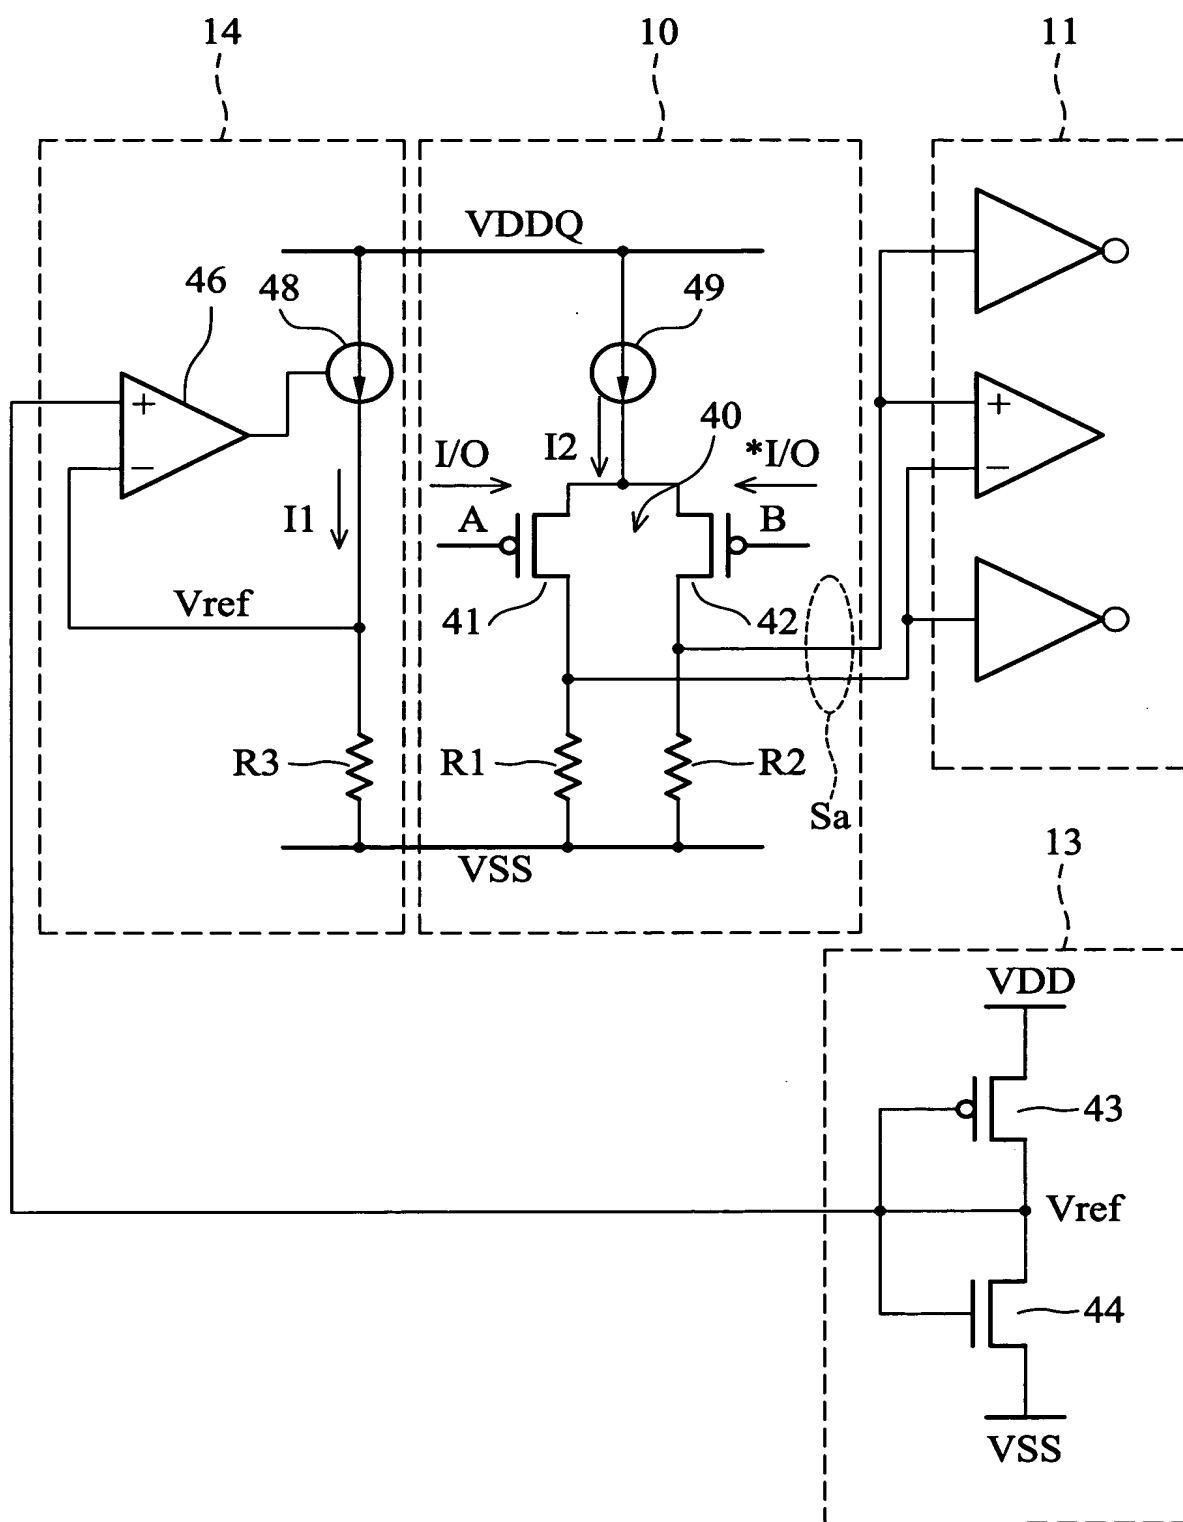 14
10
11
VDDQ
46
48
49
+
−
I/O
I2
40
*I/O
+
−
A
B
I1
Vref
41
42
R3
R1
R2
Sa
VSS
13
VDD
43
Vref
44
VSS